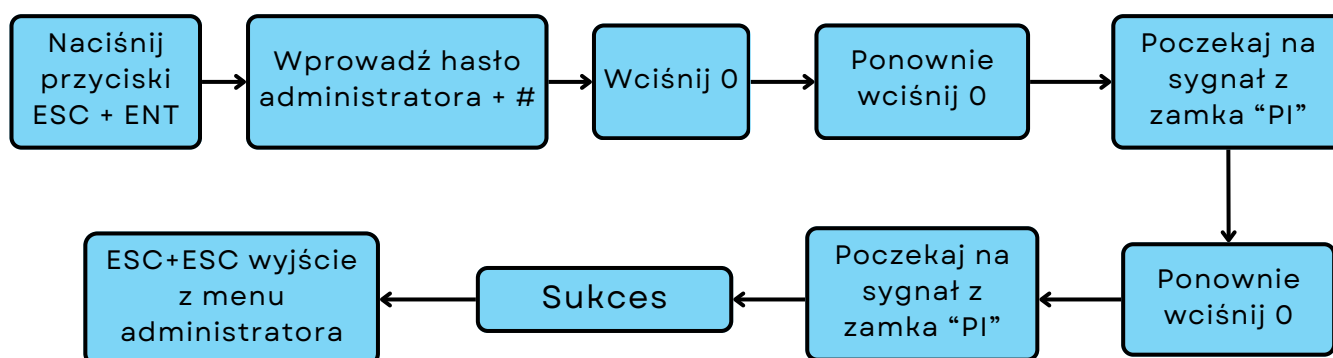 Naciśnij
przyciski
ESC + ENT
Wprowadź hasło
administratora + #
Wciśnij 0
Ponownie
wciśnij 0
Poczekaj na
sygnał z
zamka “PI”
Ponownie
wciśnij 0
Poczekaj na
sygnał z
zamka “PI”
Sukces
ESC+ESC wyjście
z menu
administratora